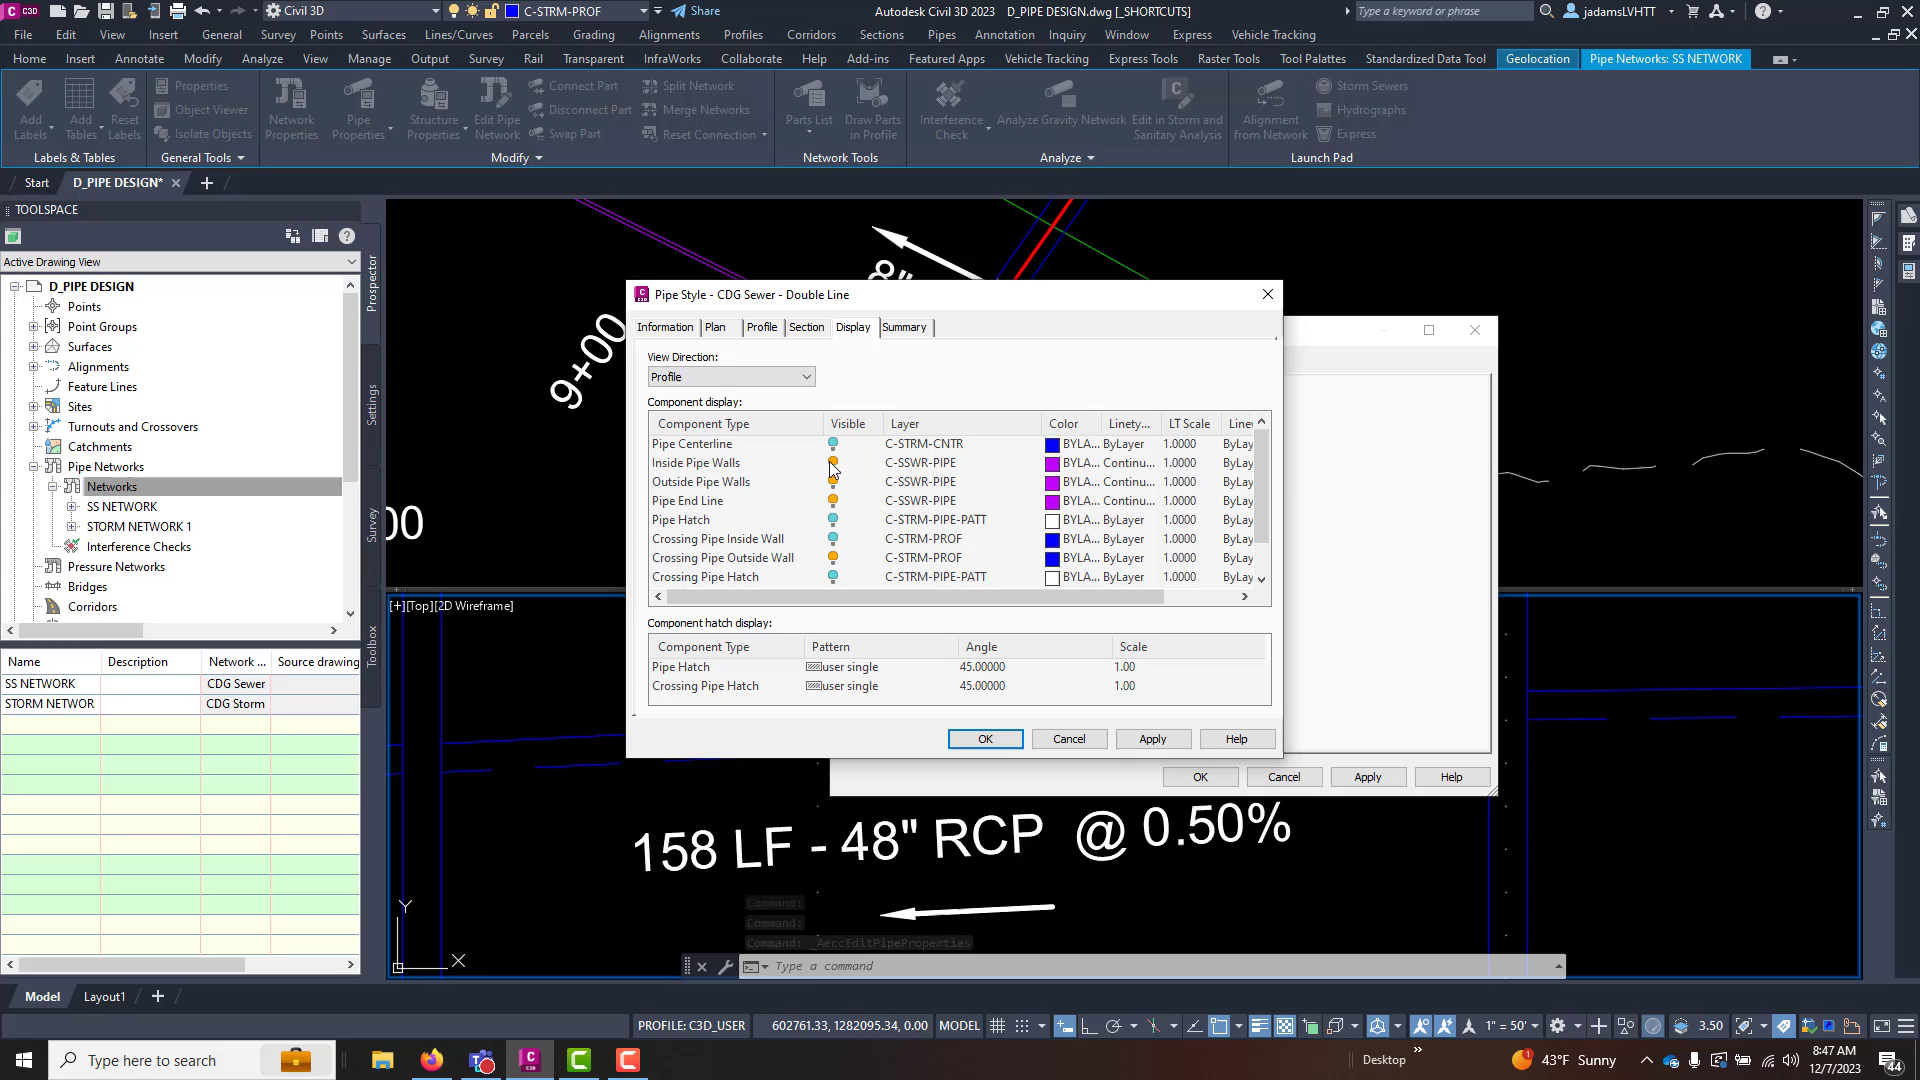 C3D
Civil 3D
C-STRM-PROF
Share
Autodesk Civil 3D 2023 D_PIPE DESIGN.dwg [_SHORTCUTS]
Type a keyword or phrase
jadamsLVHTT
File Edit View Insert General Survey Points Surfaces Lines/Curves Parcels Grading Alignments Profiles Corridors Sections Pipes Annotation Inquiry Window Express Vehicle Tracking
Home Insert Annotate Modify Analyze View Manage Output Survey Rail Transparent InfraWorks Collaborate Help Add-ins Featured Apps Vehicle Tracking Express Tools Raster Tools Tool Palettes Standardized Data Tool Geolocation Pipe Networks: SS NETWORK
Add Labels
Add Tables
Reset Labels
Properties
Object Viewer
Isolate Objects
Network Properties
Pipe Properties
Structure Properties
Edit Pipe Network
Connect Part
Disconnect Part
Swap Part
Split Network
Merge Networks
Reset Connection
Parts List
Draw Parts in Profile
Interference Check
Analyze Gravity Network
Edit in Storm and Sanitary Analysis
Alignment from Network
Storm Sewers
Hydrographs
Express
Labels & Tables
General Tools
Modify
Network Tools
Analyze
Launch Pad
Start
D_PIPE DESIGN*
TOOLSPACE
Active Drawing View
D_PIPE DESIGN
Points
Point Groups
Surfaces
Alignments
Feature Lines
Sites
Turnouts and Crossovers
Catchments
Pipe Networks
Networks
SS NETWORK
STORM NETWORK 1
Interference Checks
Pressure Networks
Bridges
Corridors
Prospector
Settings
Survey
Toolbox
Name Description Network ... Source drawing
SS NETWORK CDG Sewer
STORM NETWOR CDG Storm
9+00
8"
00
[+][Top][2D Wireframe]
Pipe Style - CDG Sewer - Double Line
Information Plan Profile Section Display Summary
View Direction:
Profile
Component display:
Component Type Visible Layer Color Linety... LT Scale Linev
Pipe Centerline C-STRM-CNTR BYLA... ByLayer 1.0000 ByLay
Inside Pipe Walls C-SSWR-PIPE BYLA... Continu... 1.0000 ByLay
Outside Pipe Walls C-SSWR-PIPE BYLA... Continu... 1.0000 ByLay
Pipe End Line C-SSWR-PIPE BYLA... Continu... 1.0000 ByLay
Pipe Hatch C-STRM-PIPE-PATT BYLA... ByLayer 1.0000 ByLay
Crossing Pipe Inside Wall C-STRM-PROF BYLA... ByLayer 1.0000 ByLay
Crossing Pipe Outside Wall C-STRM-PROF BYLA... ByLayer 1.0000 ByLay
Crossing Pipe Hatch C-STRM-PIPE-PATT BYLA... ByLayer 1.0000 ByLay
Component hatch display:
Component Type Pattern Angle Scale
Pipe Hatch user single 45.00000 1.00
Crossing Pipe Hatch user single 45.00000 1.00
OK Cancel Apply Help
OK Cancel Apply Help
158 LF - 48" RCP @ 0.50%
Command:
Command:
Command: _AeccEditPipeProperties
Type a command
Y
X
Model Layout1
PROFILE: C3D_USER 602761.33, 1282095.34, 0.00 MODEL 1" = 50' 3.50
Type here to search
Desktop
43°F Sunny
8:47 AM
12/7/2023
44